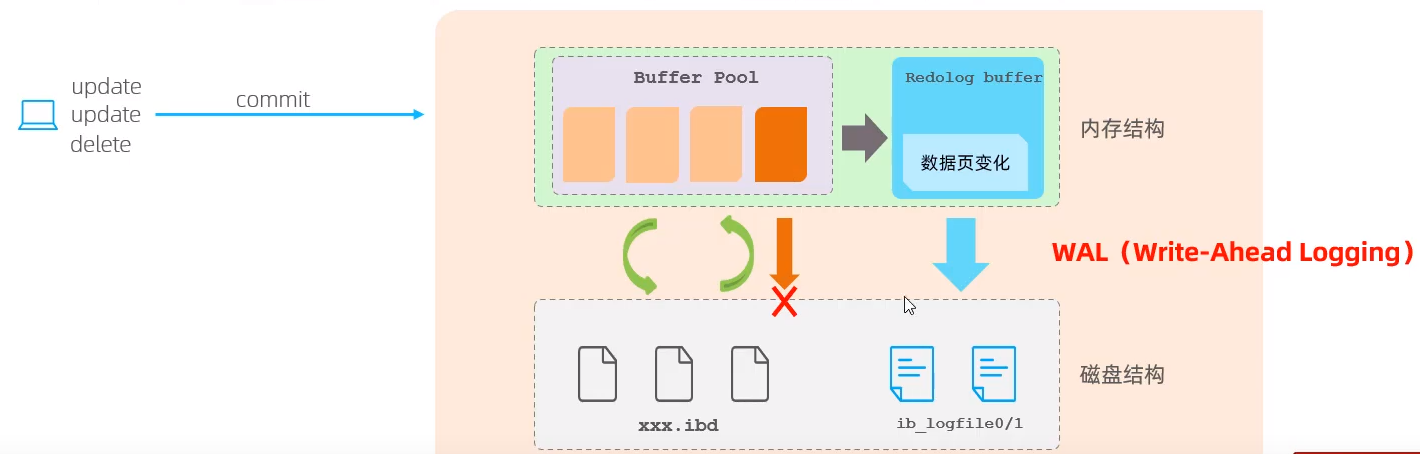 update
update
delete
commit
Buffer Pool
Redolog buffer
数据页变化
内存结构
WAL（Write-Ahead Logging）
xxx.ibd
ib_logfile0/1
磁盘结构